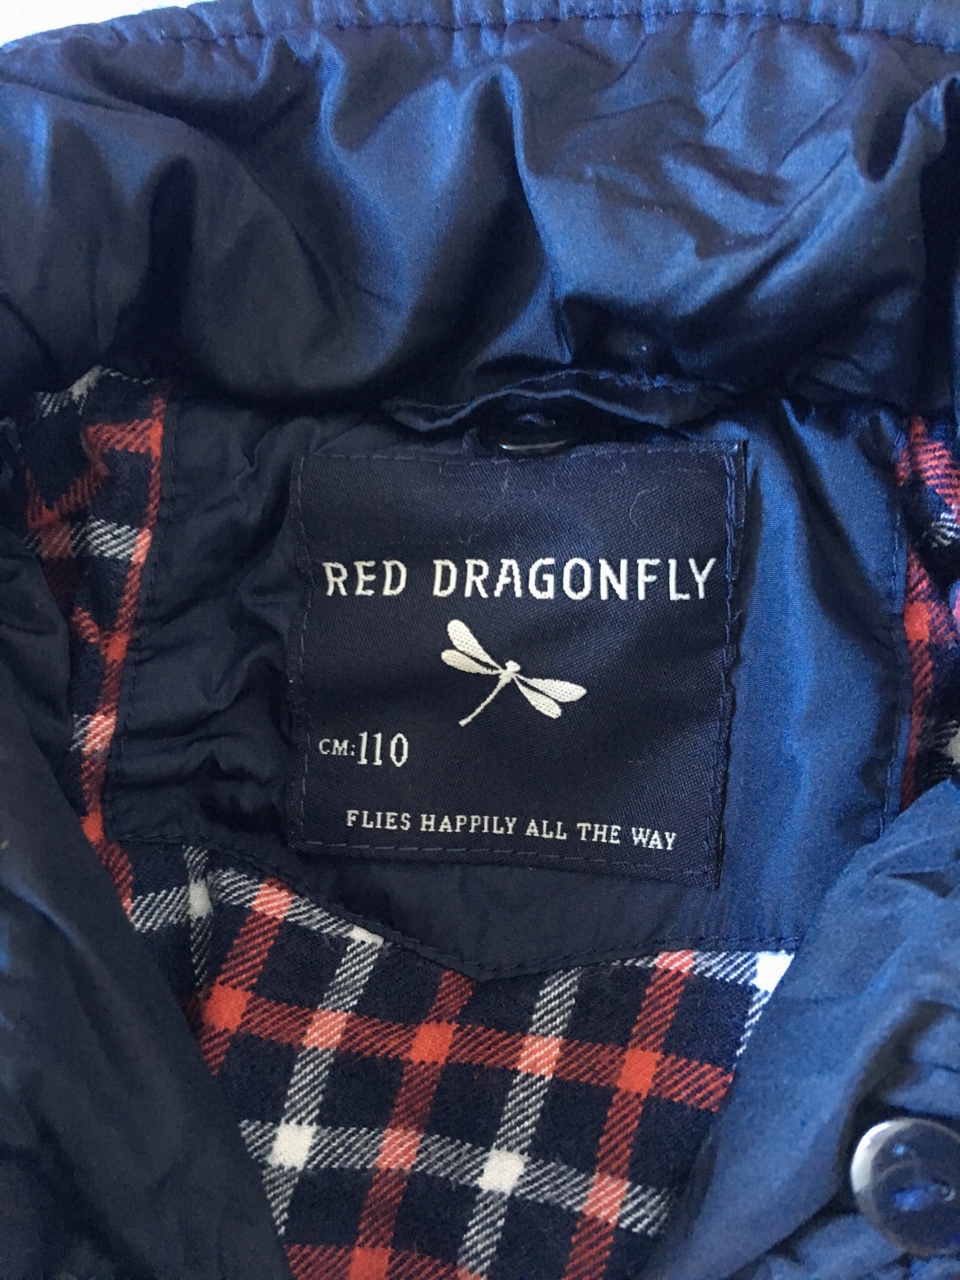 RED DRAGONFLY
CM:110
FLIES HAPPILY ALL THE WAY